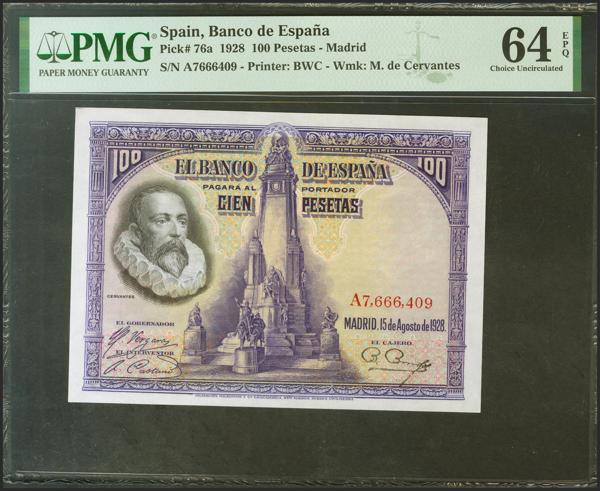 PMG
PAPER MONEY GUARANTY
Spain, Banco de España
Pick# 76a 1928 100 Pesetas - Madrid
S/N A7666409 - Printer: BWC - Wmk: M. de Cervantes
64 EPQ
Choice Uncirculated
100
100
EL BANCO DE ESPAÑA
PAGARÁ AL PORTADOR
CIEN PESETAS
CERVANTES
A7,666,409
MADRID, 15 de Agosto de 1928.
EL GOBERNADOR
EL CAJERO
EL INTERVENTOR